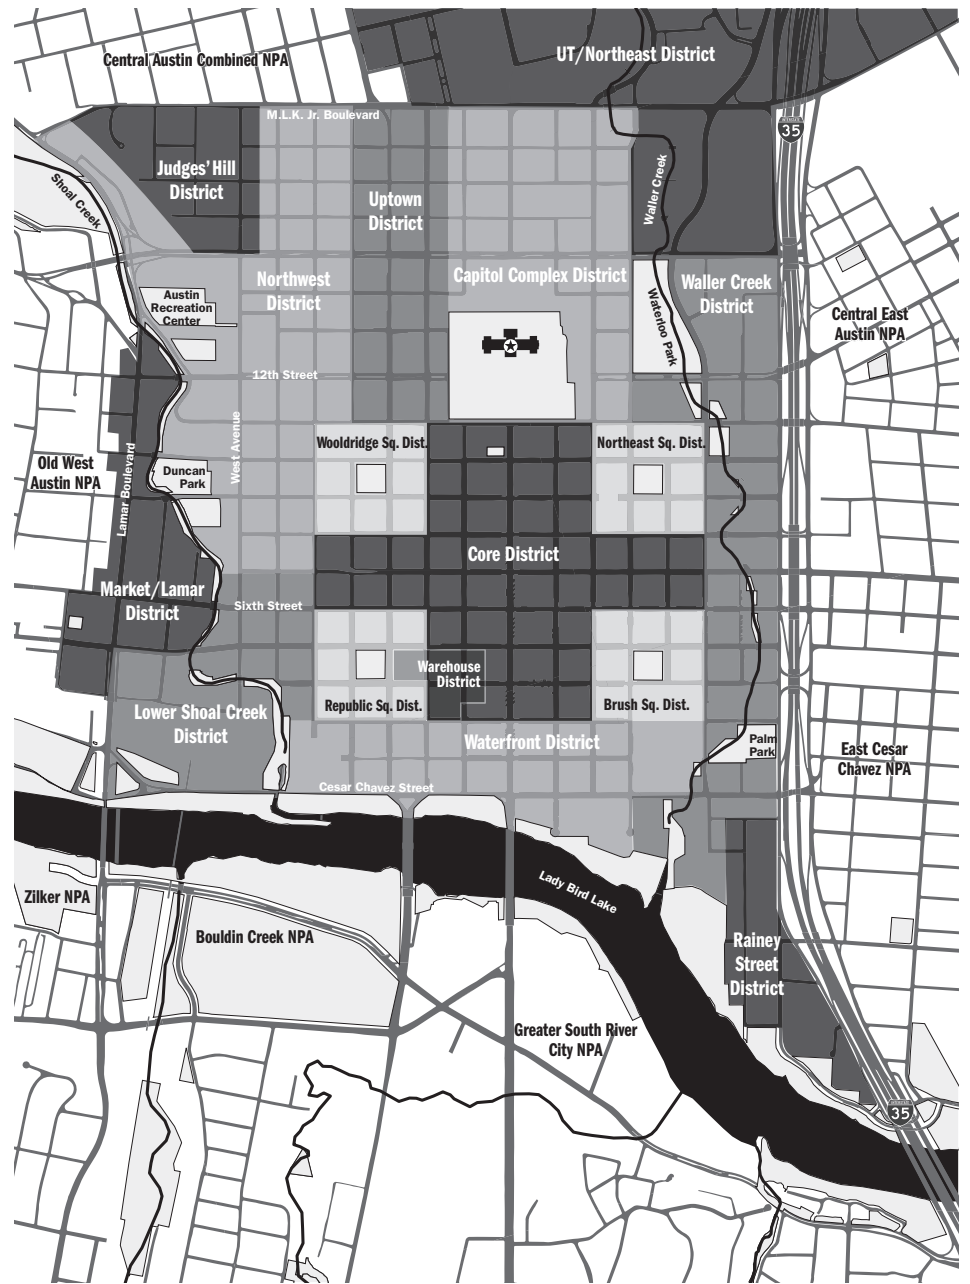 Central Austin Combined NPA
UT/Northeast District
M.L.K. Jr. Boulevard
INTERSTATE
35
Judges' Hill
District
Shoal Creek
Uptown
District
Waller Creek
Northwest
District
Capitol Complex District
Waller Creek
District
Austin
Recreation
Center
Waterloo Park
Central East
Austin NPA
12th Street
West Avenue
Wooldridge Sq. Dist.
Northeast Sq. Dist.
Old West
Austin NPA
Lamar Boulevard
Duncan
Park
Core District
Market/Lamar
District
Sixth Street
Warehouse
District
Republic Sq. Dist.
Brush Sq. Dist.
Lower Shoal Creek
District
Waterfront District
Palm
Park
East Cesar
Chavez NPA
Cesar Chavez Street
Lady Bird Lake
Zilker NPA
Bouldin Creek NPA
Rainey
Street
District
Greater South River
City NPA
INTERSTATE
35